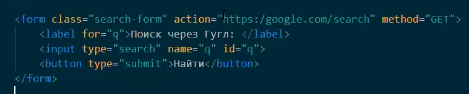 <form class="search-form" action="https:/google.com/search" method="GET">
<label for="q">Поиск через Гугл: </label>
<input type="search" name="q" id="q">
<button type="submit">Найти</button>
</form>